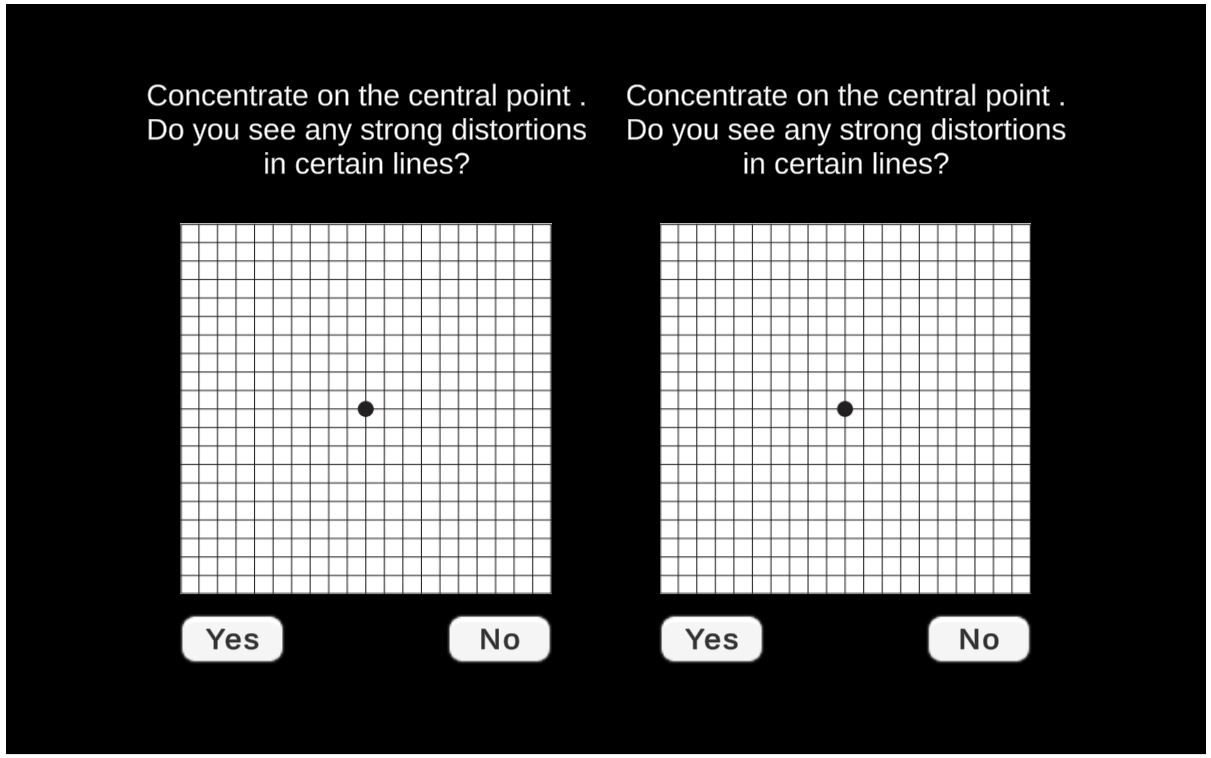 Concentrate on the central point .
Do you see any strong distortions
in certain lines?
Yes
No
Concentrate on the central point .
Do you see any strong distortions
in certain lines?
Yes
No